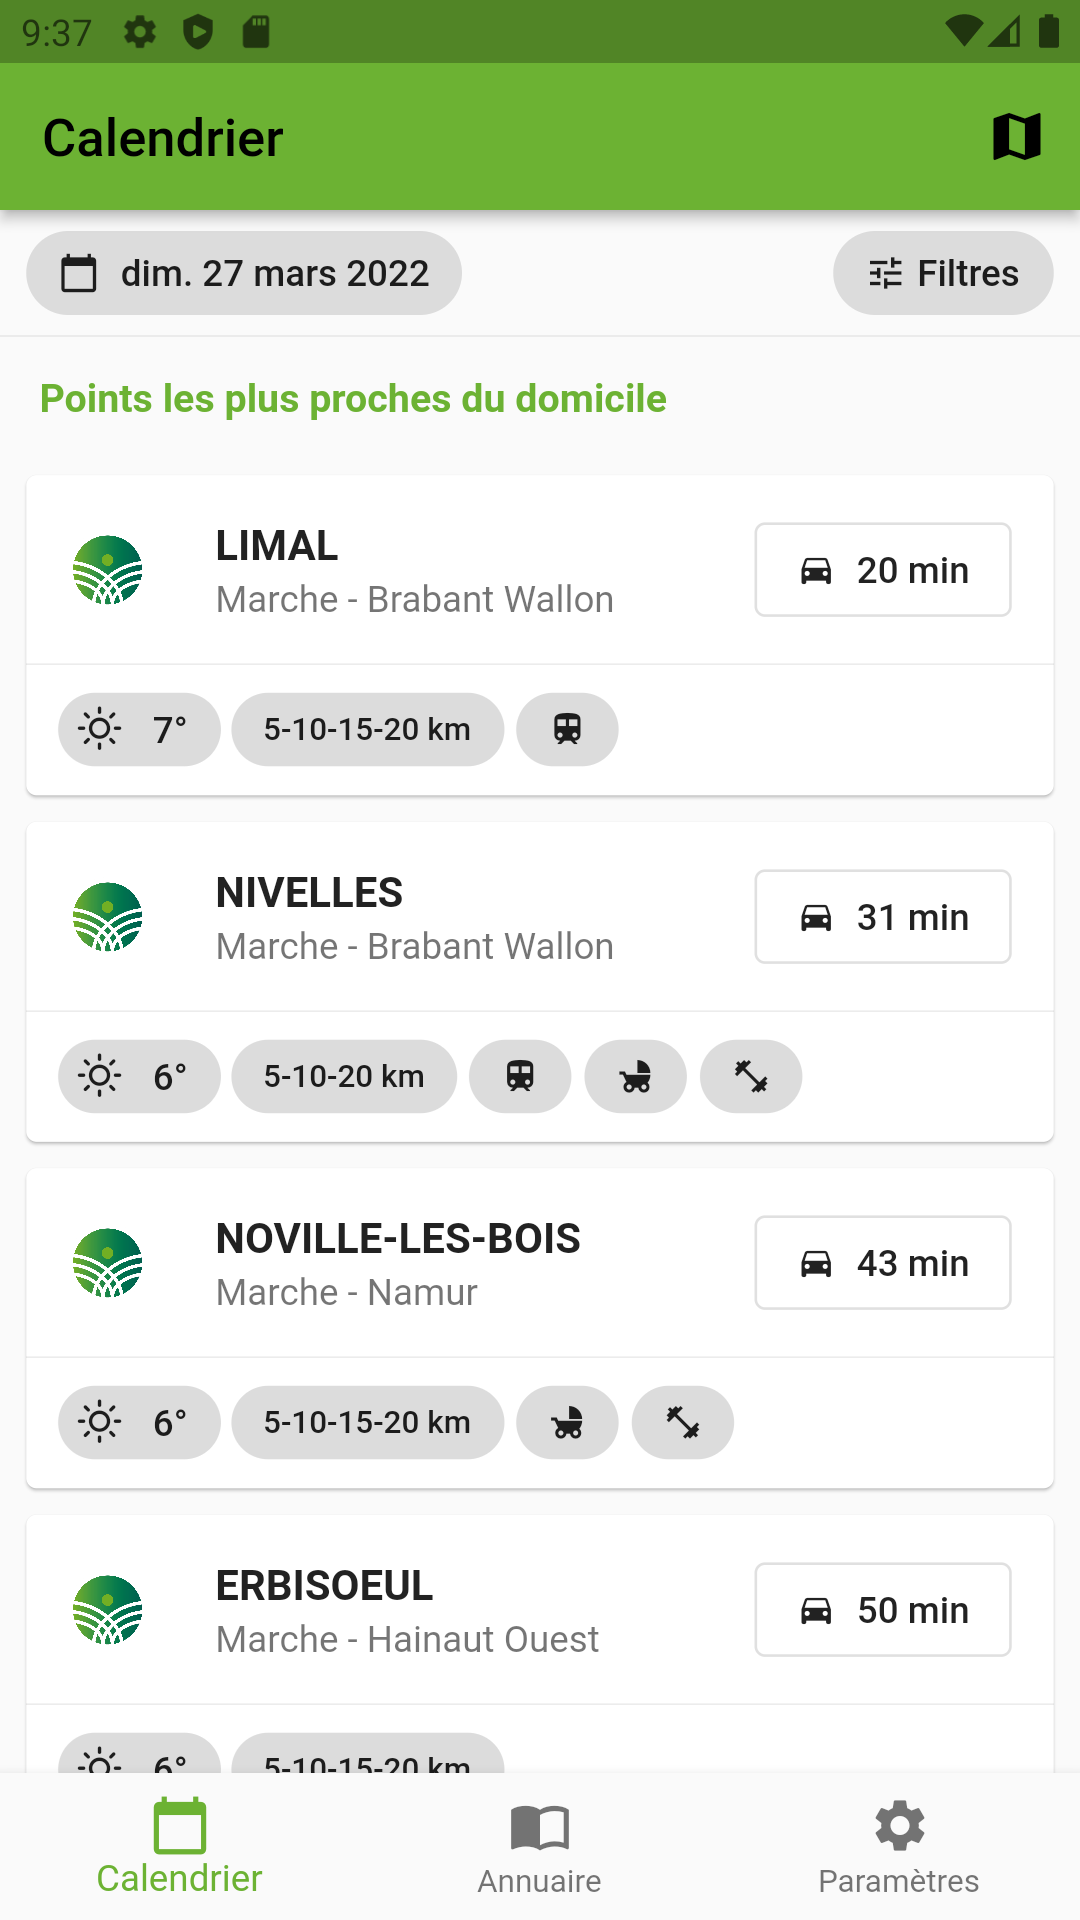 9:37
Calendrier
dim. 27 mars 2022
Filtres
Points les plus proches du domicile
LIMAL
Marche - Brabant Wallon
20 min
7°
5-10-15-20 km
NIVELLES
Marche - Brabant Wallon
31 min
6°
5-10-20 km
NOVILLE-LES-BOIS
Marche - Namur
43 min
6°
5-10-15-20 km
ERBISOEUL
Marche - Hainaut Ouest
50 min
6°
5-10-15-20 km
Calendrier
Annuaire
Paramètres